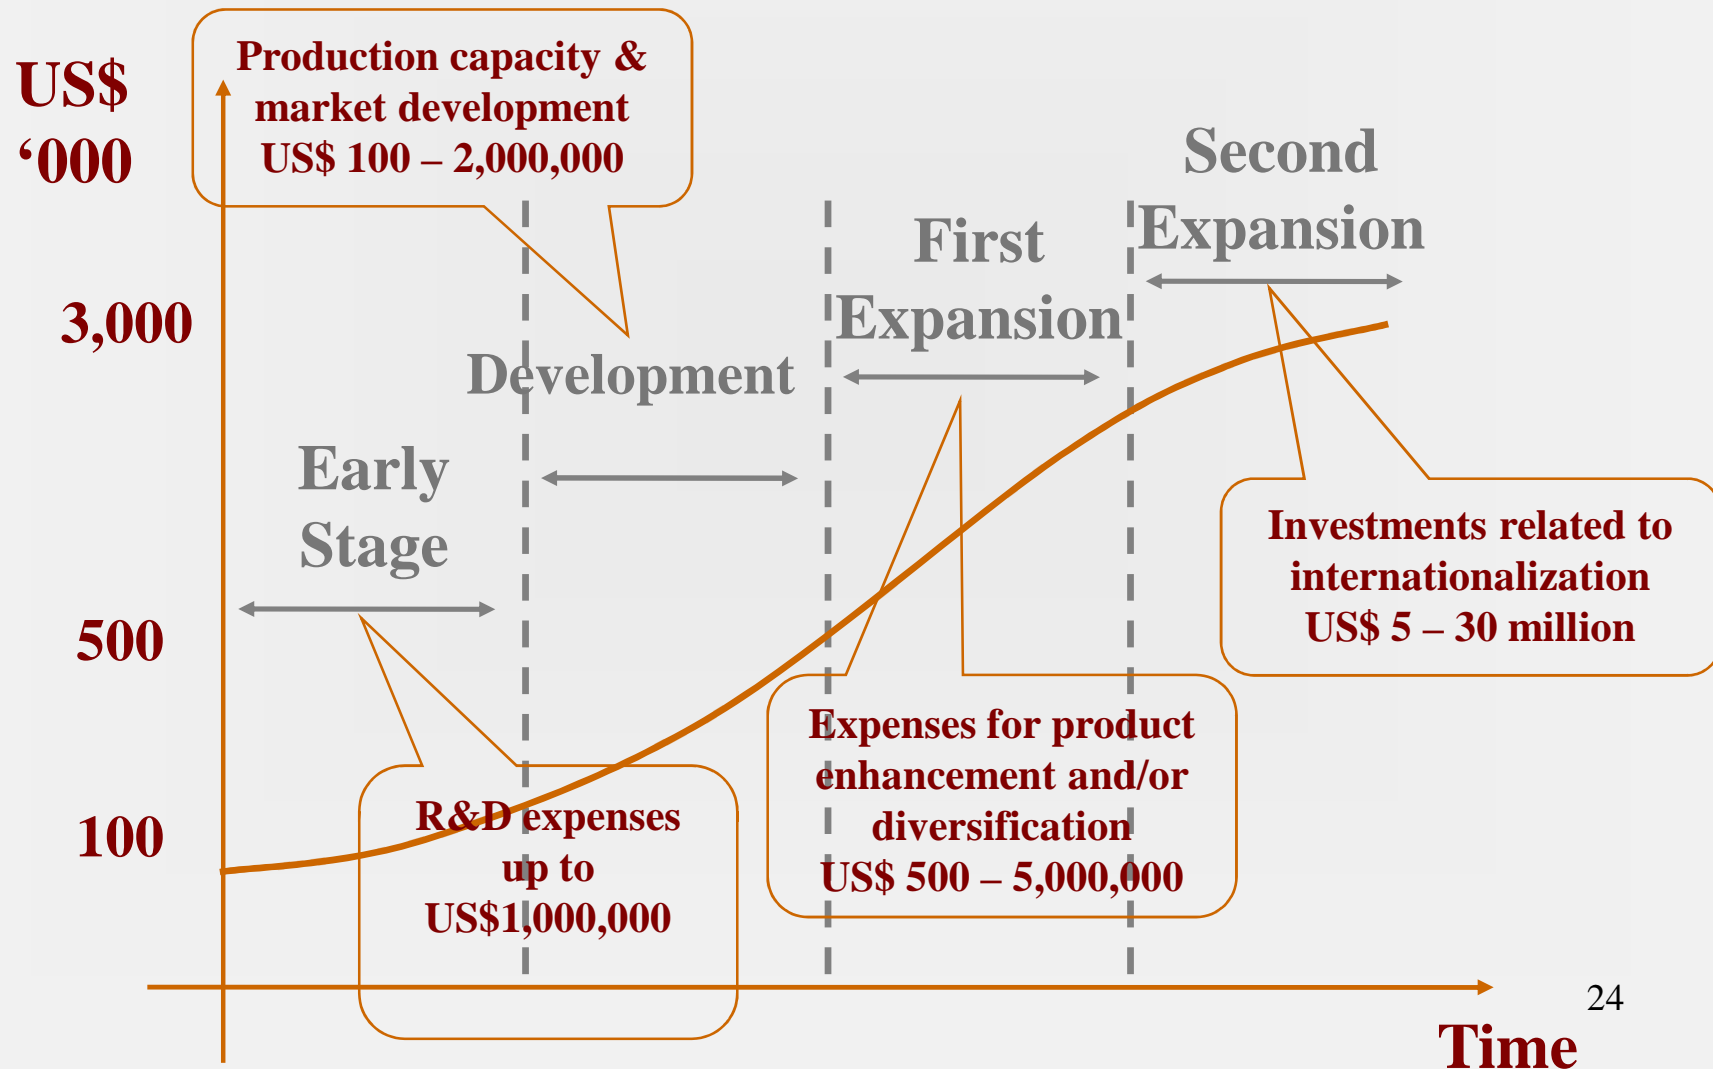 US$
‘000
Production capacity &
market development
US$ 100 – 2,000,000
Second
Expansion
First
Expansion
3,000
Development
Early
Stage
Investments related to
internationalization
US$ 5 – 30 million
500
Expenses for product
enhancement and/or
diversification
US$ 500 – 5,000,000
100
R&D expenses
up to
US$1,000,000
24
Time